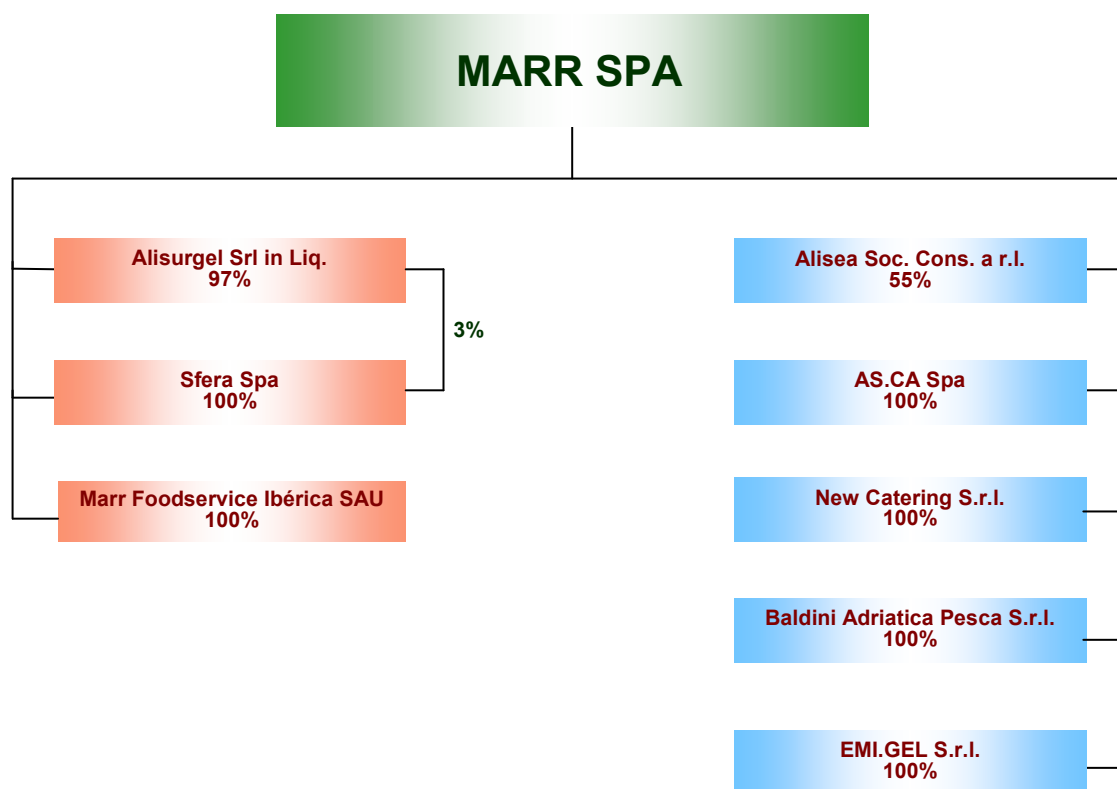 MARR SPA
Alisurgel Srl in Liq.
97%
3%
Sfera Spa
100%
Marr Foodservice Ibérica SAU
100%
Alisea Soc. Cons. a r.l.
55%
AS.CA Spa
100%
New Catering S.r.l.
100%
Baldini Adriatica Pesca S.r.l.
100%
EMI.GEL S.r.l.
100%